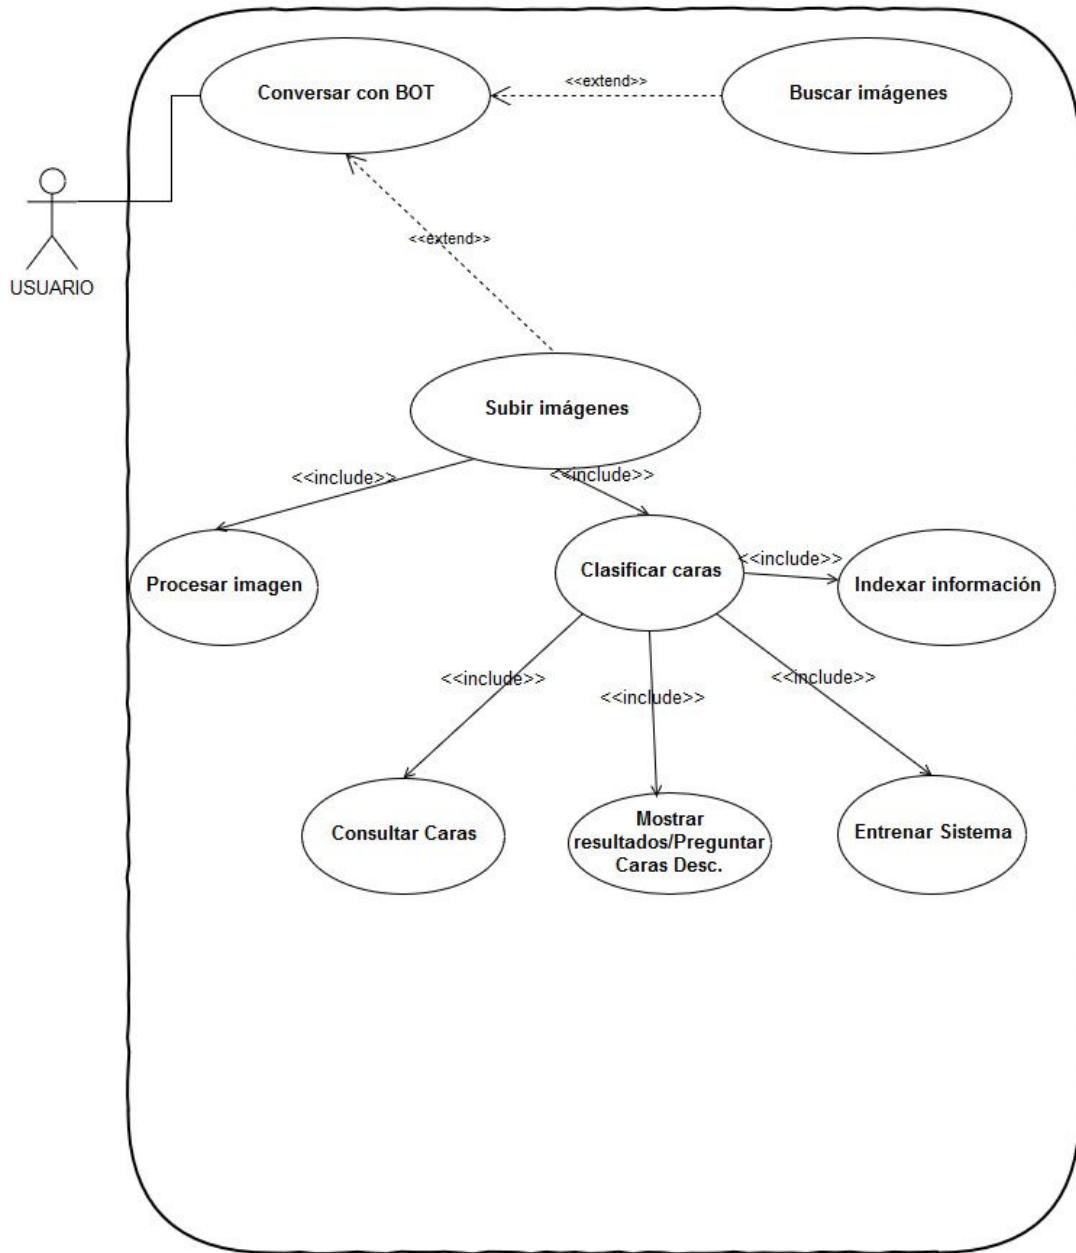 Conversar con BOT
<<extend>>
Buscar imágenes
USUARIO
<<extend>>
Subir imágenes
<<include>>
<<include>>
Procesar imagen
Clasificar caras
<<include>>
Indexar información
<<include>>
<<include>>
<<include>>
Consultar Caras
Mostrar
resultados/Preguntar
Caras Desc.
Entrenar Sistema